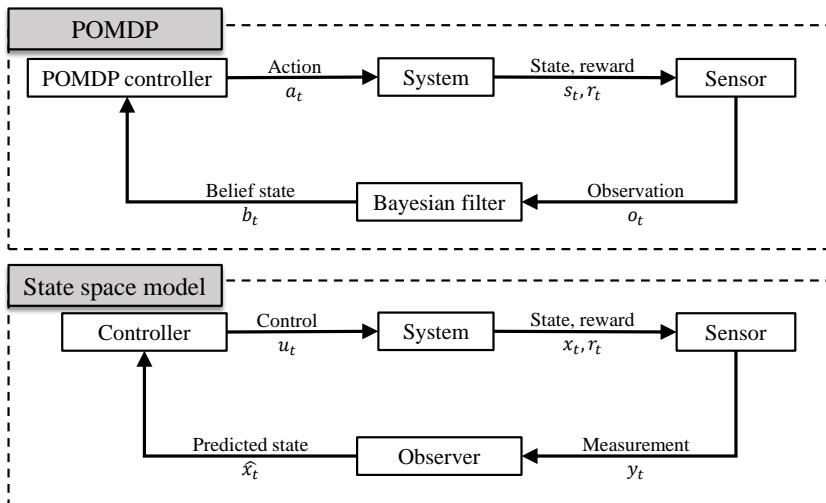 POMDP
POMDP controller
Action
a_t
System
State, reward
s_t, r_t
Sensor
Belief state
b_t
Bayesian filter
Observation
o_t
State space model
Controller
Control
u_t
System
State, reward
x_t, r_t
Sensor
Predicted state
x̂_t
Observer
Measurement
y_t